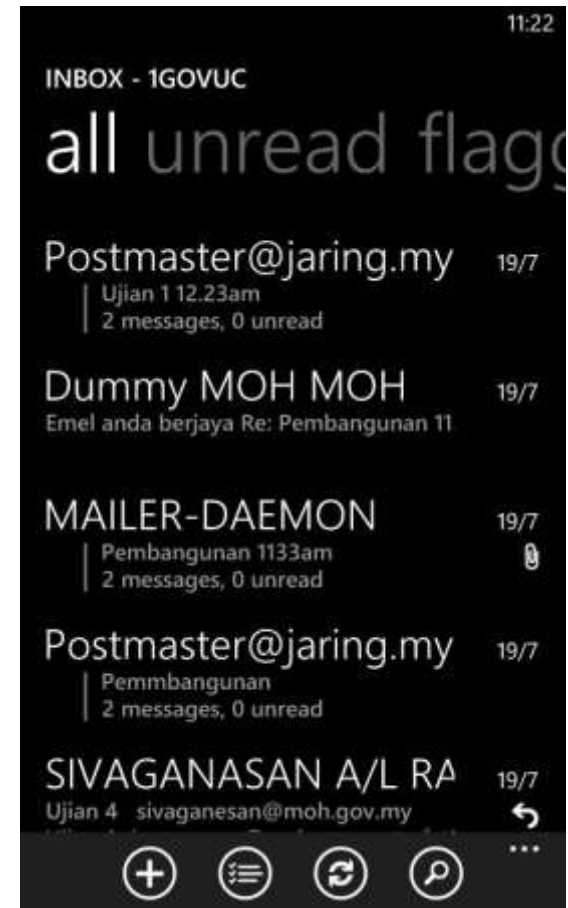 11:22
INBOX - 1GOVUC
all unread flagg
Postmaster@jaring.my 19/7
Ujian 1 12.23am
2 messages, 0 unread
Dummy MOH MOH 19/7
Emel anda berjaya Re: Pembangunan 11
MAILER-DAEMON 19/7
Pembangunan 1133am
2 messages, 0 unread
Postmaster@jaring.my 19/7
Pemmbangunan
2 messages, 0 unread
SIVAGANASAN A/L RA 19/7
Ujian 4 sivaganesan@moh.gov.my